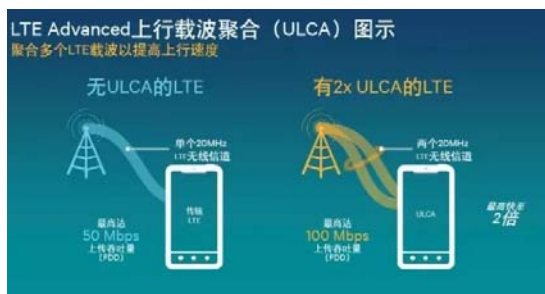 LTE Advanced上行载波聚合（ULCA）图示
聚合多个LTE载波以提高上行速度
无ULCA的LTE
单个20MHz
LTE无线信道
传统
LTE
最高达
50 Mbps
上传吞吐量
(FDD)
有2x ULCA的LTE
两个20MHz
LTE无线信道
ULCA
最高达
100 Mbps
上传吞吐量
(FDD)
最高快至
2倍